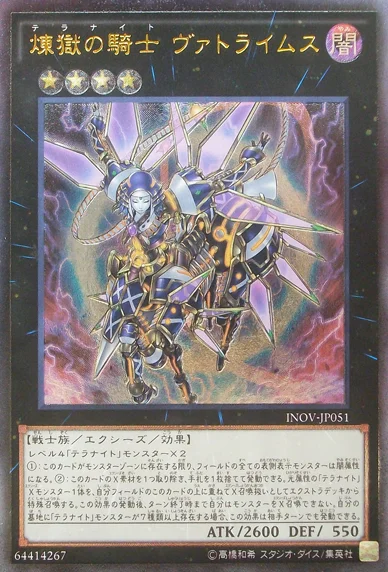 テラナイト
煉獄の騎士 ヴァトライムス
やみ
闇
INOV-JP051
【戦士族/エクシーズ/効果】
レベル4「テラナイト」モンスター×2
①:このカードがモンスターゾーンに存在する限り、フィールドの全ての表側表示モンスターは闇属性
になる。②:このカードのX素材を1つ取り除き、手札を1枚捨てて発動できる。光属性の「テラナイト」
Xモンスター1体を、自分フィールドのこのカードの上に重ねてX召喚扱いとしてエクストラデッキから
特殊召喚する。この効果の発動後、ターン終了時まで自分はモンスターをX召喚できない。自分の
墓地に「テラナイト」モンスターが7種類以上存在する場合、この効果は相手ターンでも発動できる。
ATK/2600 DEF/ 550
64414267
©高橋和希 スタジオ・ダイス/集英社